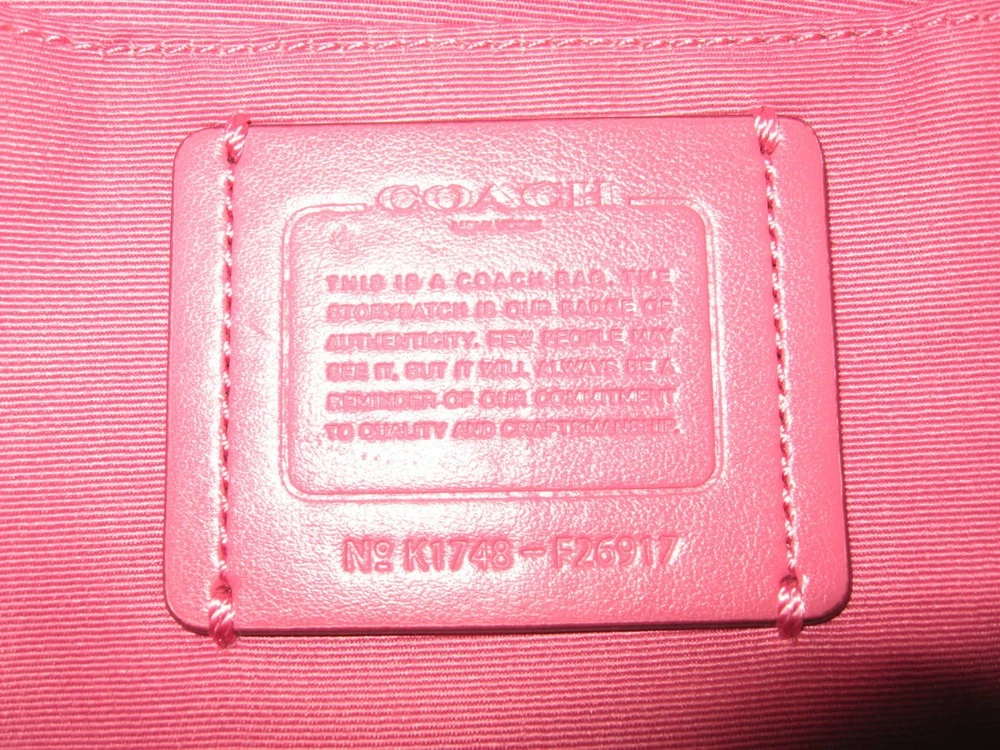 COACH
THIS IS A COACH BAG. THE
STORYPATCH IS OUR BADGE OF
AUTHENTICITY. FEW PEOPLE MAY
SEE IT, BUT IT WILL ALWAYS BE A
REMINDER OF OUR COMMITMENT
TO QUALITY AND CRAFTSMANSHIP.
Nº K1748-F26917